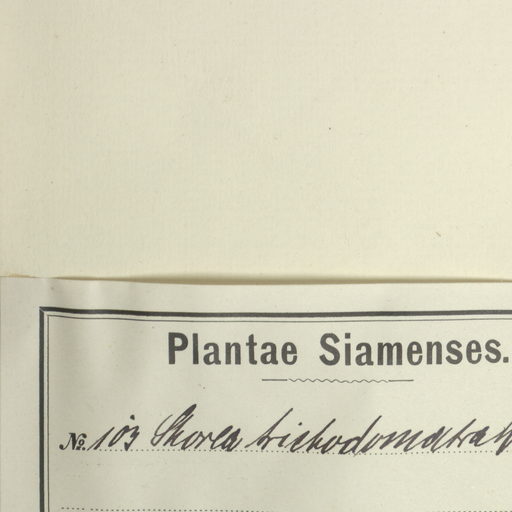 Plantae Siamenses.
№. 103 Shorea